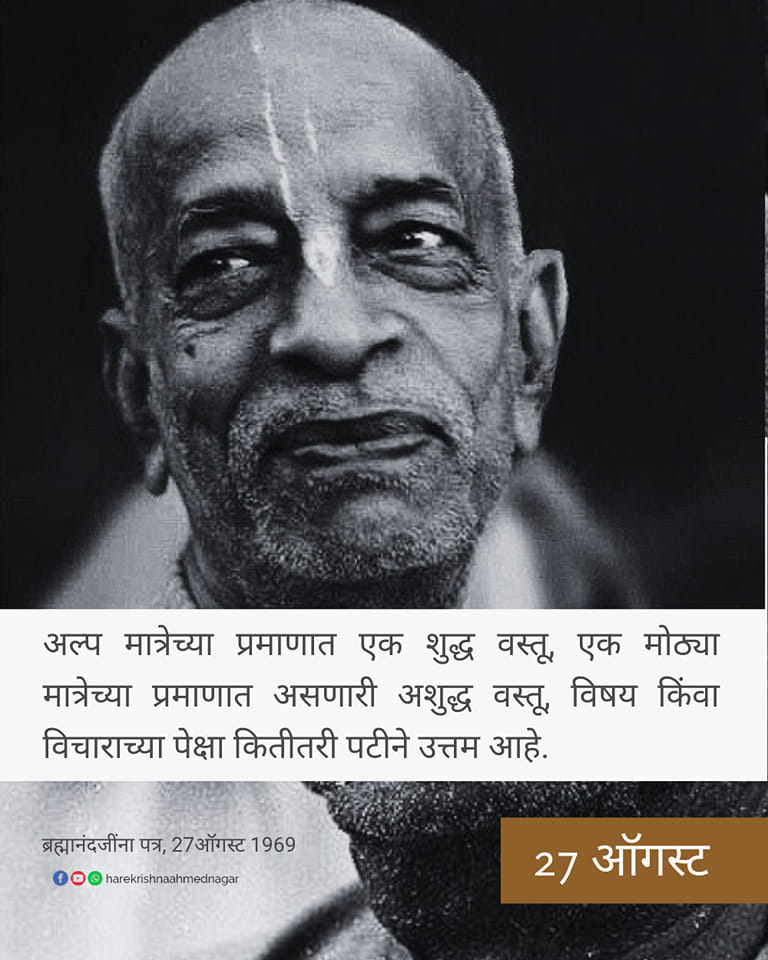 अल्प मात्रेच्या प्रमाणात एक शुद्ध वस्तू, एक मोठ्या
मात्रेच्या प्रमाणात असणारी अशुद्ध वस्तू, विषय किंवा
विचाराच्या पेक्षा कितीतरी पटीने उत्तम आहे.
ब्रह्मानंदजींना पत्र, 27ऑगस्ट 1969
harekrishnaahmednagar
27 ऑगस्ट